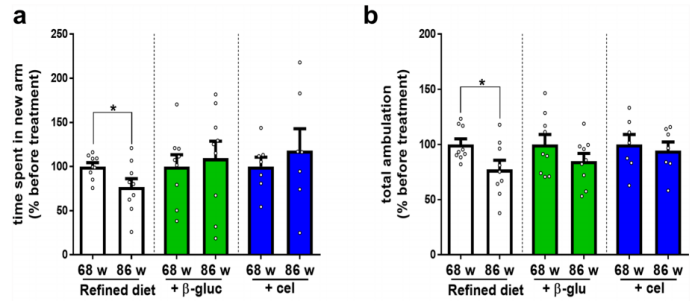 a
time spent in new arm
(% before treatment)
250
200
150
100
50
0
*
68 w 86 w 68 w 86 w 68 w 86 w
Refined diet + β-gluc + cel
b
total ambulation
(% before treatment)
200
150
100
50
0
*
68 w 86 w 68 w 86 w 68 w 86 w
Refined diet + β-glu + cel